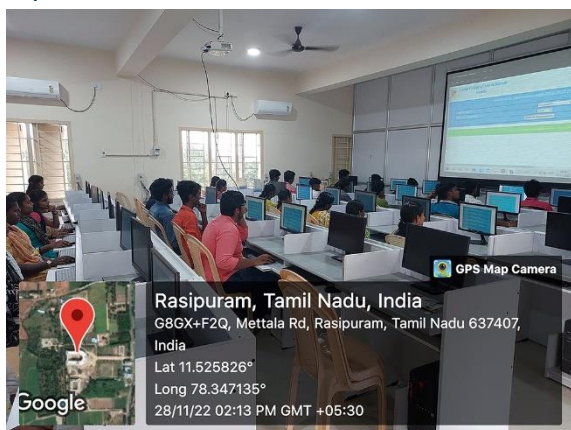 GPS Map Camera
Rasipuram, Tamil Nadu, India
G8GX+F2Q, Mettala Rd, Rasipuram, Tamil Nadu 637407,
India
Lat 11.525826°
Long 78.347135°
28/11/22 02:13 PM GMT +05:30
Google